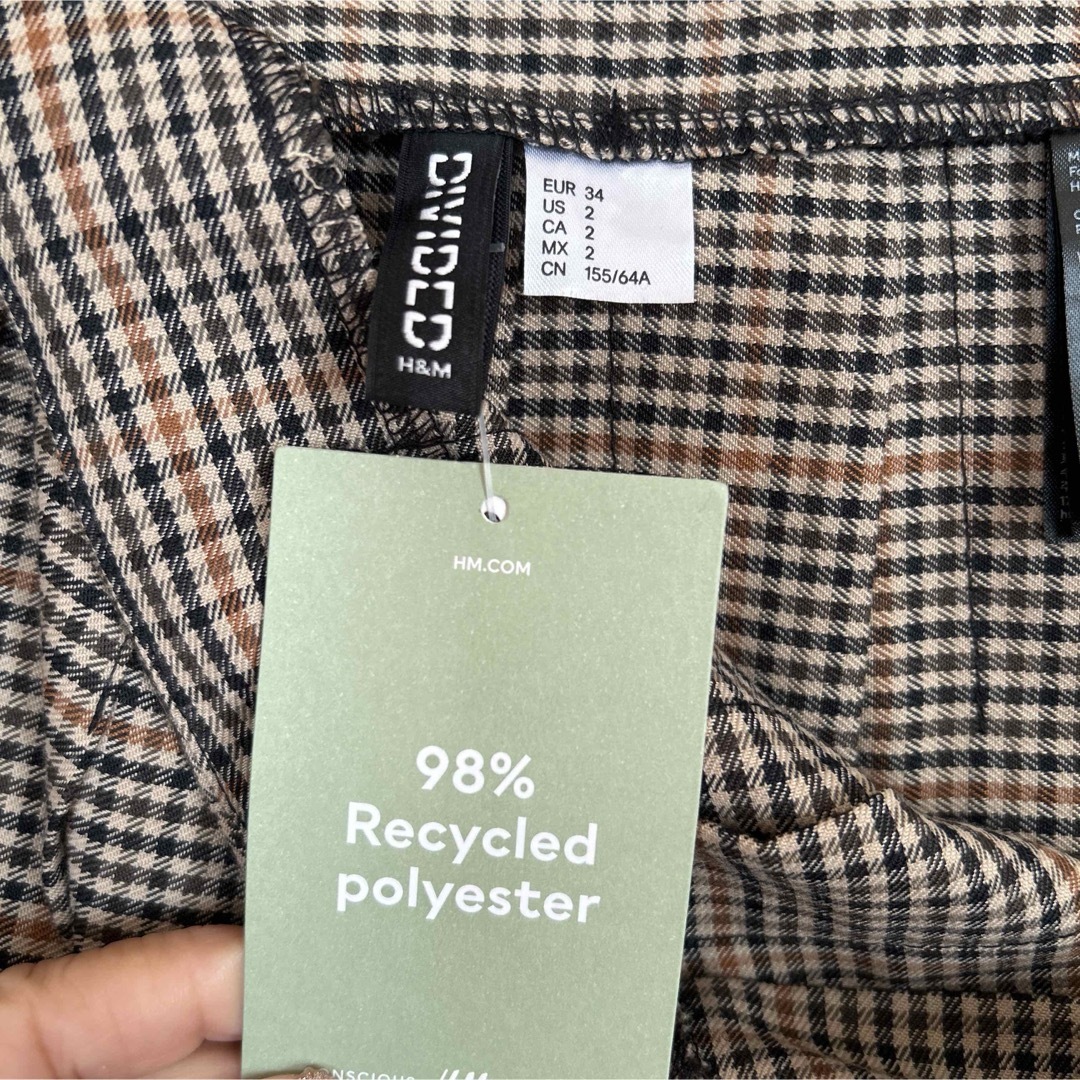 DIVIDED
H&M
EUR 34
US 2
CA 2
MX 2
CN 155/64A
HM.COM
98%
Recycled
polyester